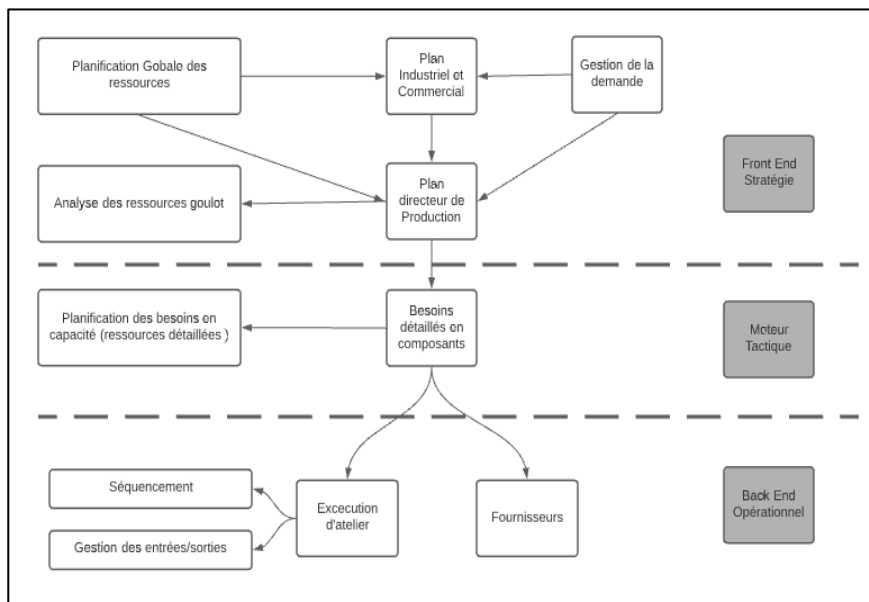 Planification Gobale des
ressources
Plan
Industriel et
Commercial
Gestion de la
demande
Front End
Stratégie
Analyse des ressources goulot
Plan
directeur de
Production
Planification des besoins en
capacité (ressources détaillées )
Besoins
détaillés en
composants
Moteur
Tactique
Séquencement
Gestion des entrées/sorties
Excecution
d'atelier
Fournisseurs
Back End
Opérationnel